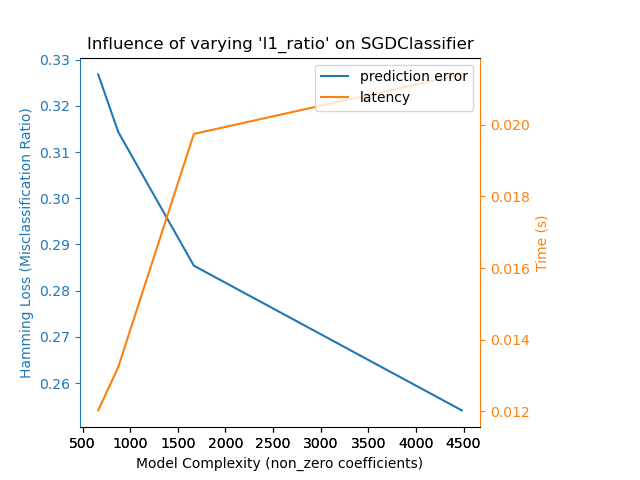 Influence of varying 'l1_ratio' on SGDClassifier
prediction error
latency
0.33
0.32
0.31
0.30
0.29
0.28
0.27
0.26
Hamming Loss (Misclassification Ratio)
0.020
0.018
0.016
0.014
0.012
Time (s)
500 1000 1500 2000 2500 3000 3500 4000 4500
Model Complexity (non_zero coefficients)